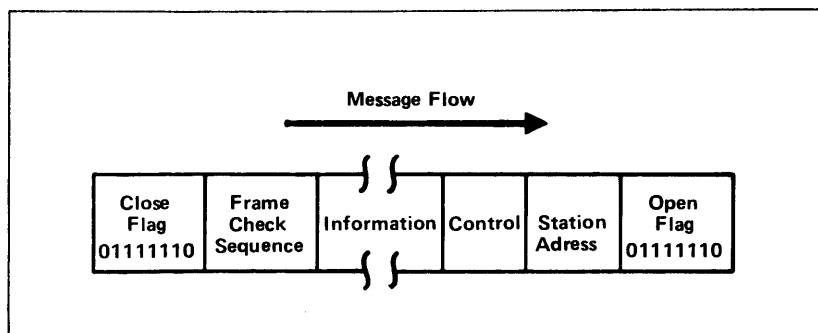 Message Flow
Close
Flag
01111110
Frame
Check
Sequence
Information
Control
Station
Adress
Open
Flag
01111110